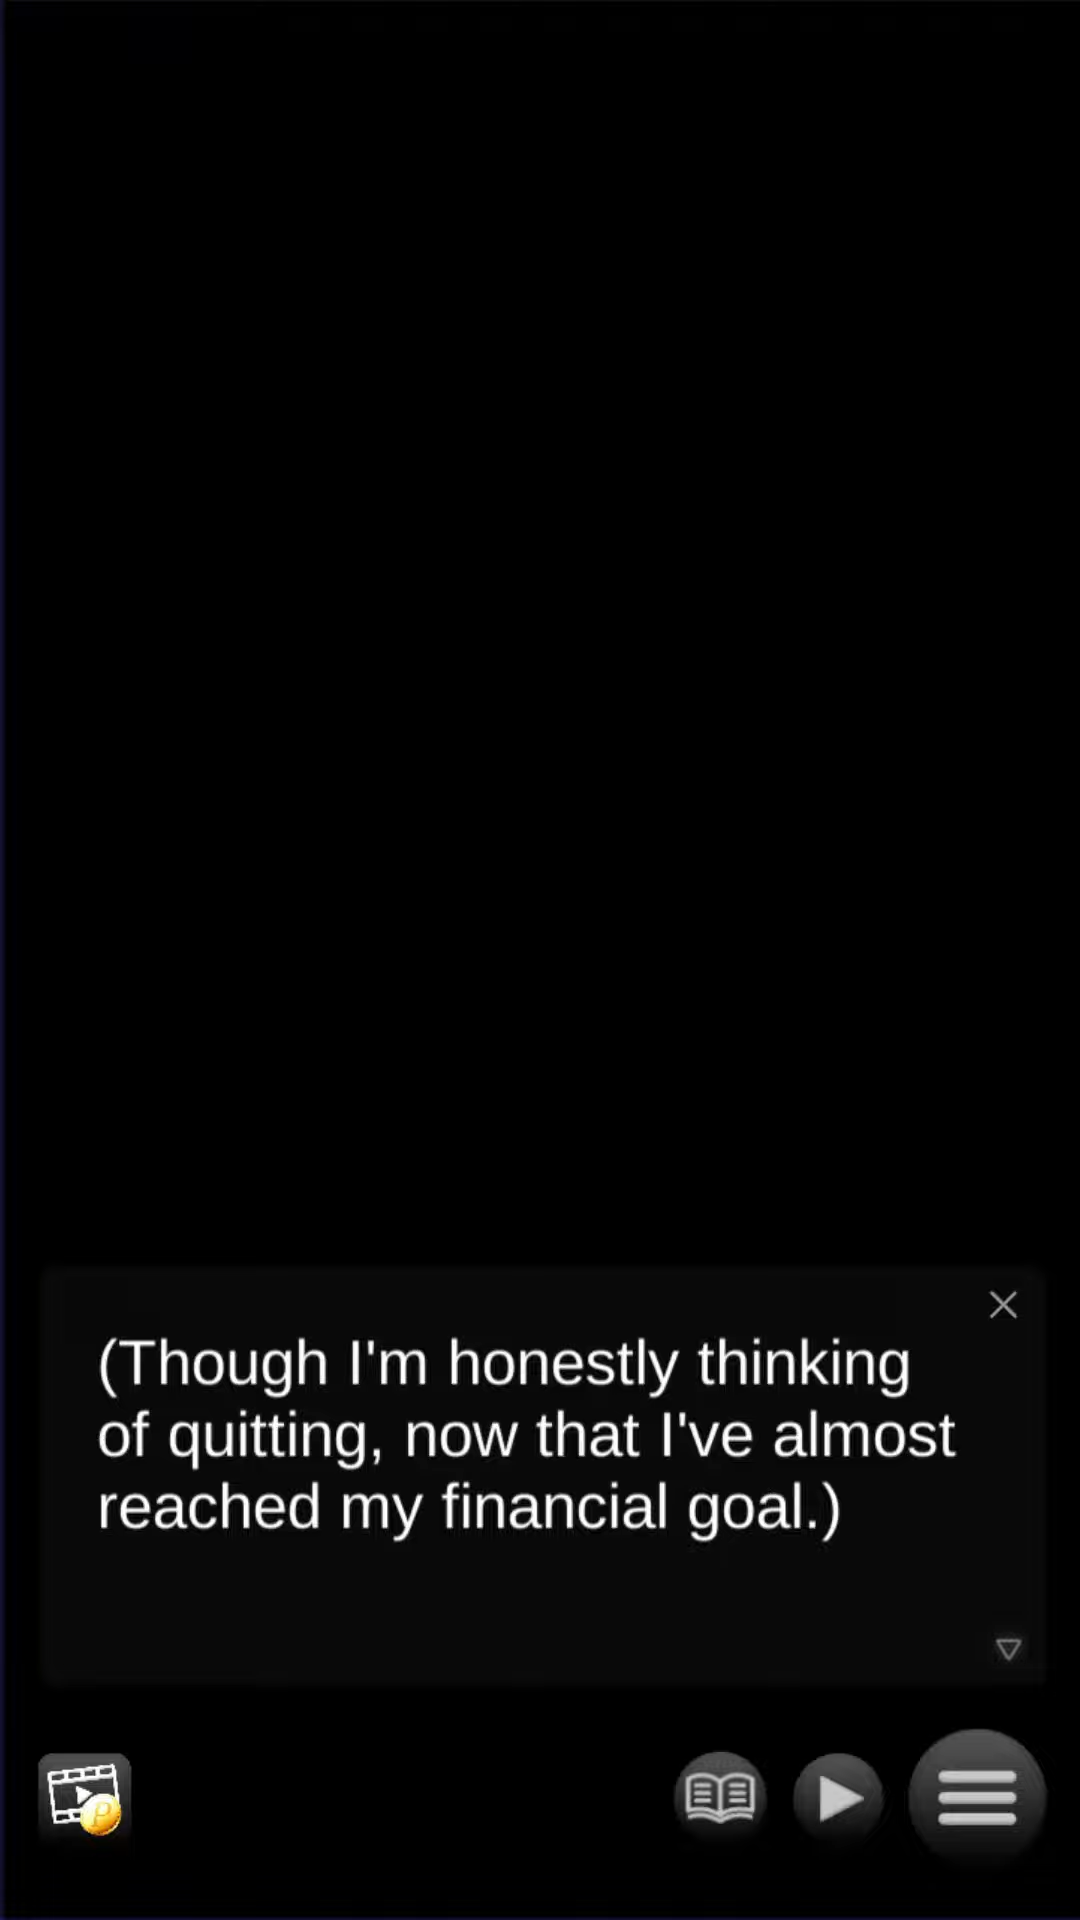 (Though I'm honestly thinking
of quitting, now that I've almost
reached my financial goal.)
P